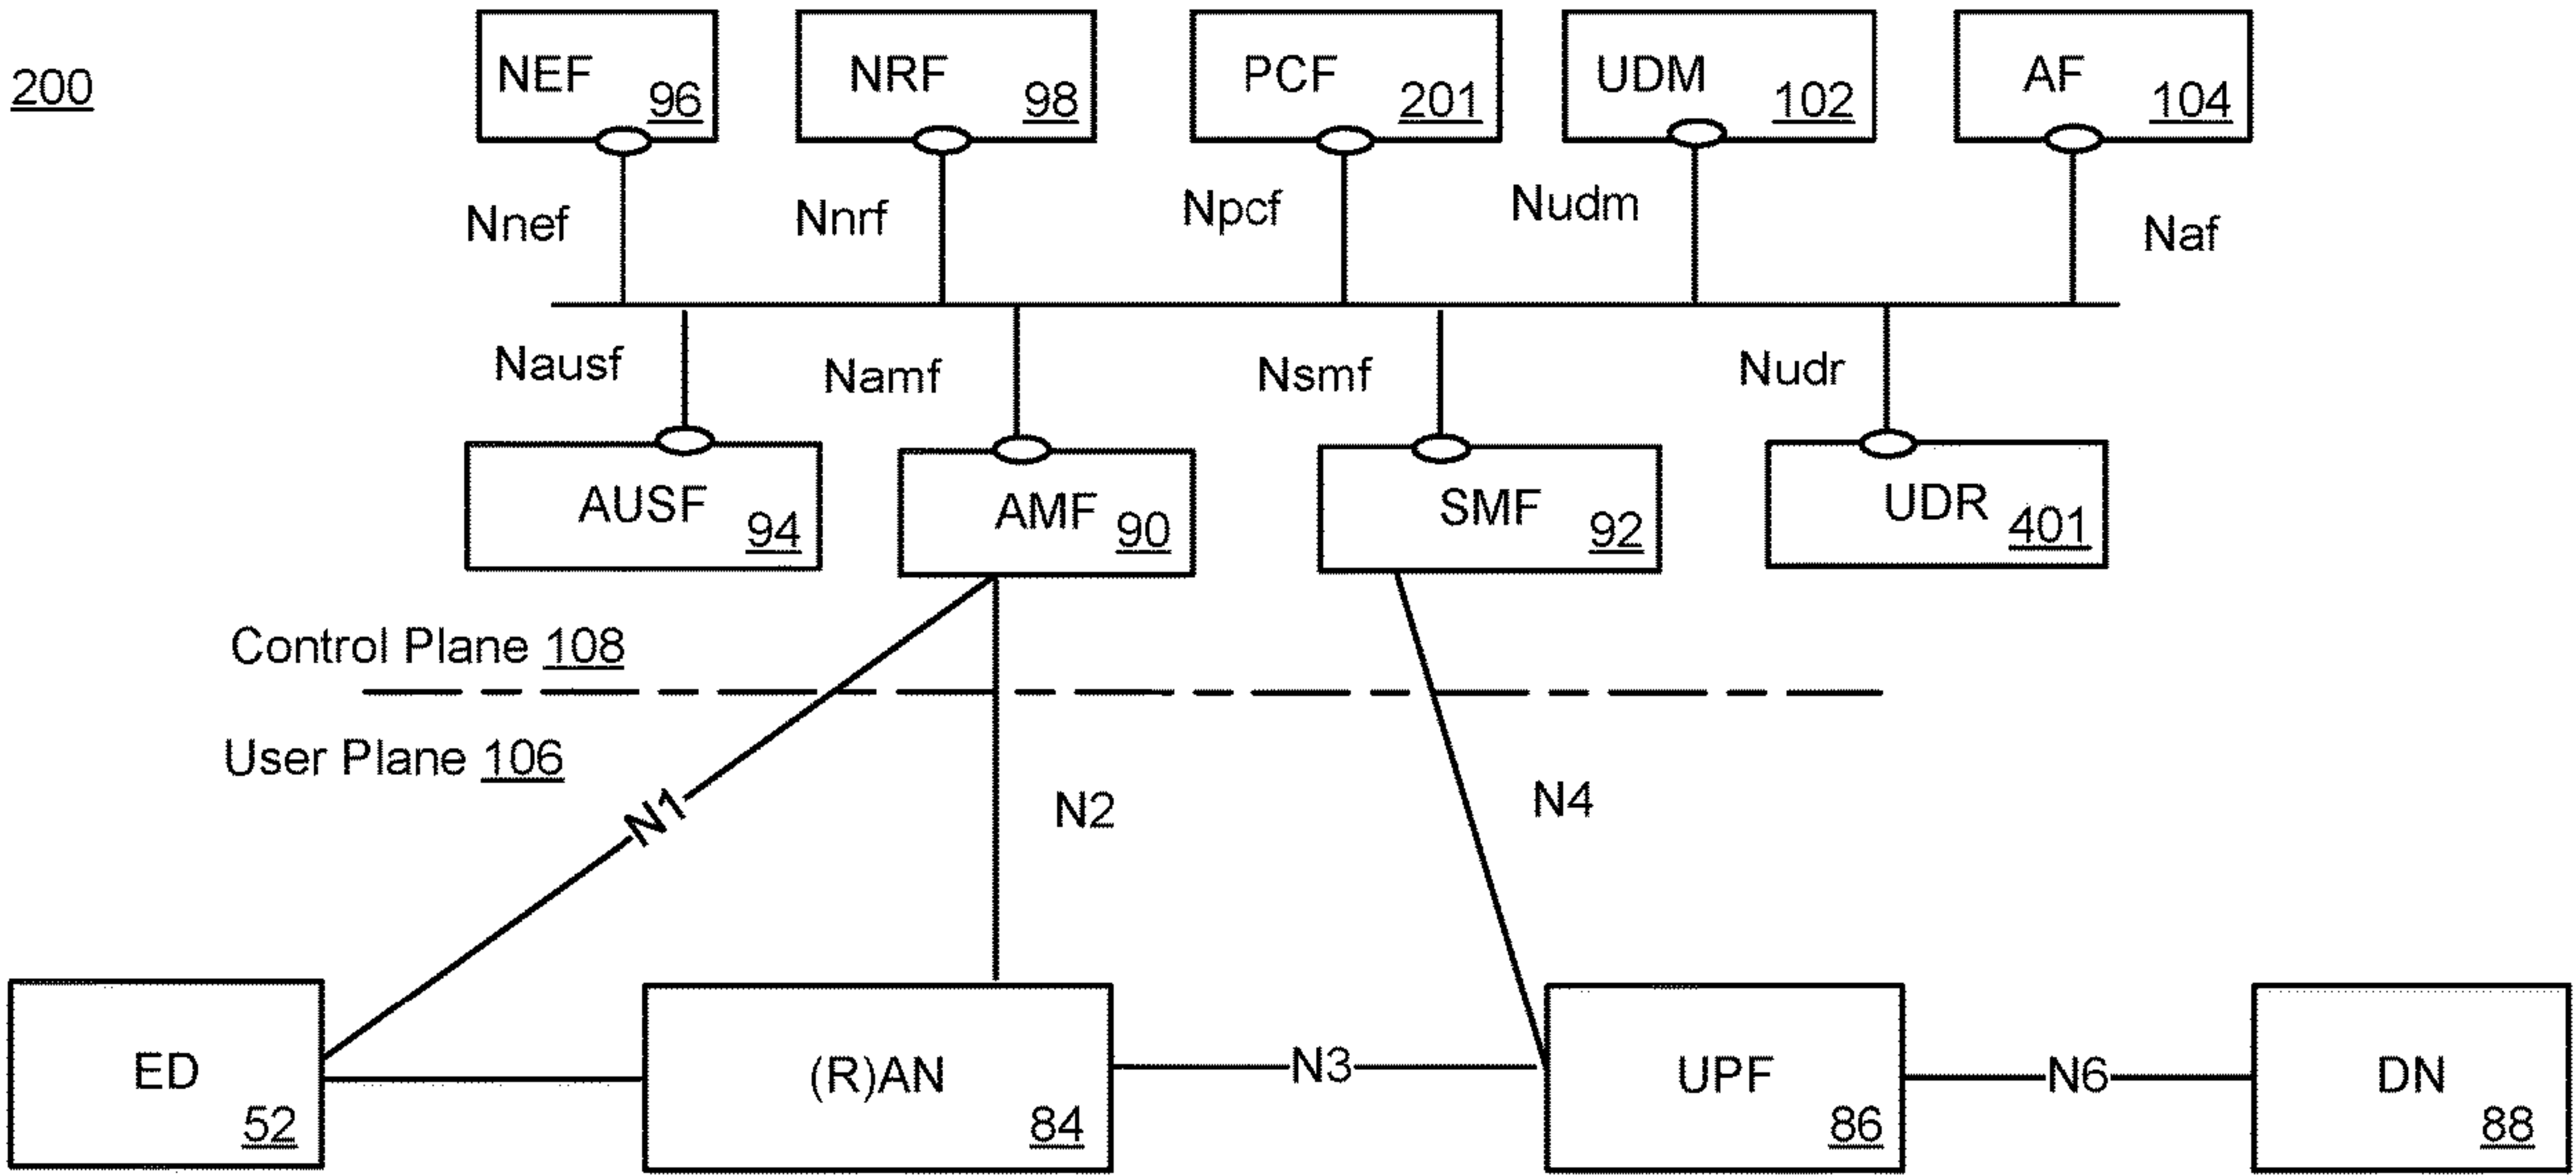 200
NEF 96
NRF 98
PCF 201
UDM 102
AF 104
Nnef
Nnrf
Npcf
Nudm
Naf
Nausf
Namf
Nsmf
Nudr
AUSF 94
AMF 90
SMF 92
UDR 401
Control Plane 108
User Plane 106
N1
N2
N4
ED 52
(R)AN 84
N3
UPF 86
N6
DN 88